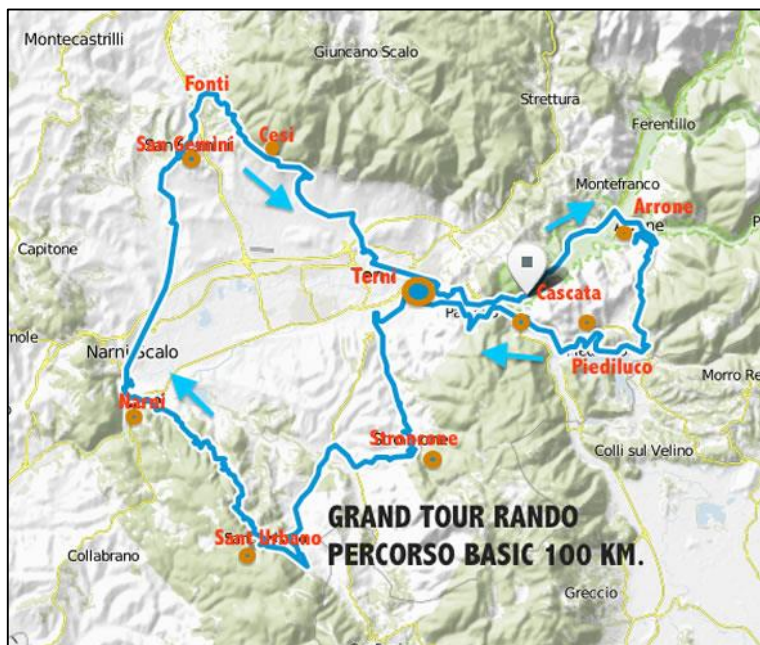 Montecastrilli
Giuncano Scalo
Fonti
Strettura
Cesi
Ferentillo
San Gemini
Montefranco
Arrone
Capitone
Terni
Cascata
Narni Scalo
Piediluco
Morro Re
Narni
Stroncone
Colli sul Velino
GRAND TOUR RANDO
Sant Urbano
PERCORSO BASIC 100 KM.
Collabrano
Greccio